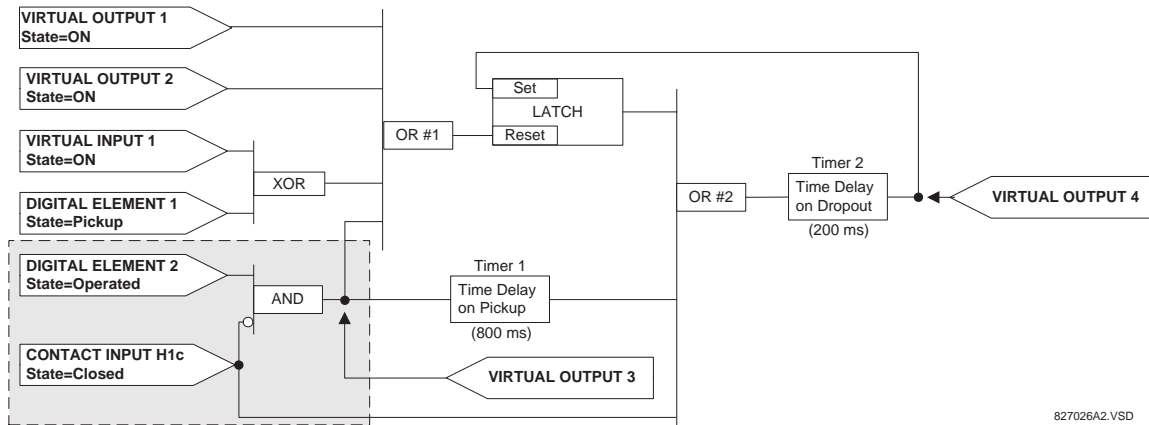 VIRTUAL OUTPUT 1
State=ON
VIRTUAL OUTPUT 2
State=ON
VIRTUAL INPUT 1
State=ON
DIGITAL ELEMENT 1
State=Pickup
DIGITAL ELEMENT 2
State=Operated
CONTACT INPUT H1c
State=Closed
XOR
AND
OR #1
Set
LATCH
Reset
Timer 1
Time Delay
on Pickup
(800 ms)
VIRTUAL OUTPUT 3
OR #2
Timer 2
Time Delay
on Dropout
(200 ms)
VIRTUAL OUTPUT 4
827026A2.VSD